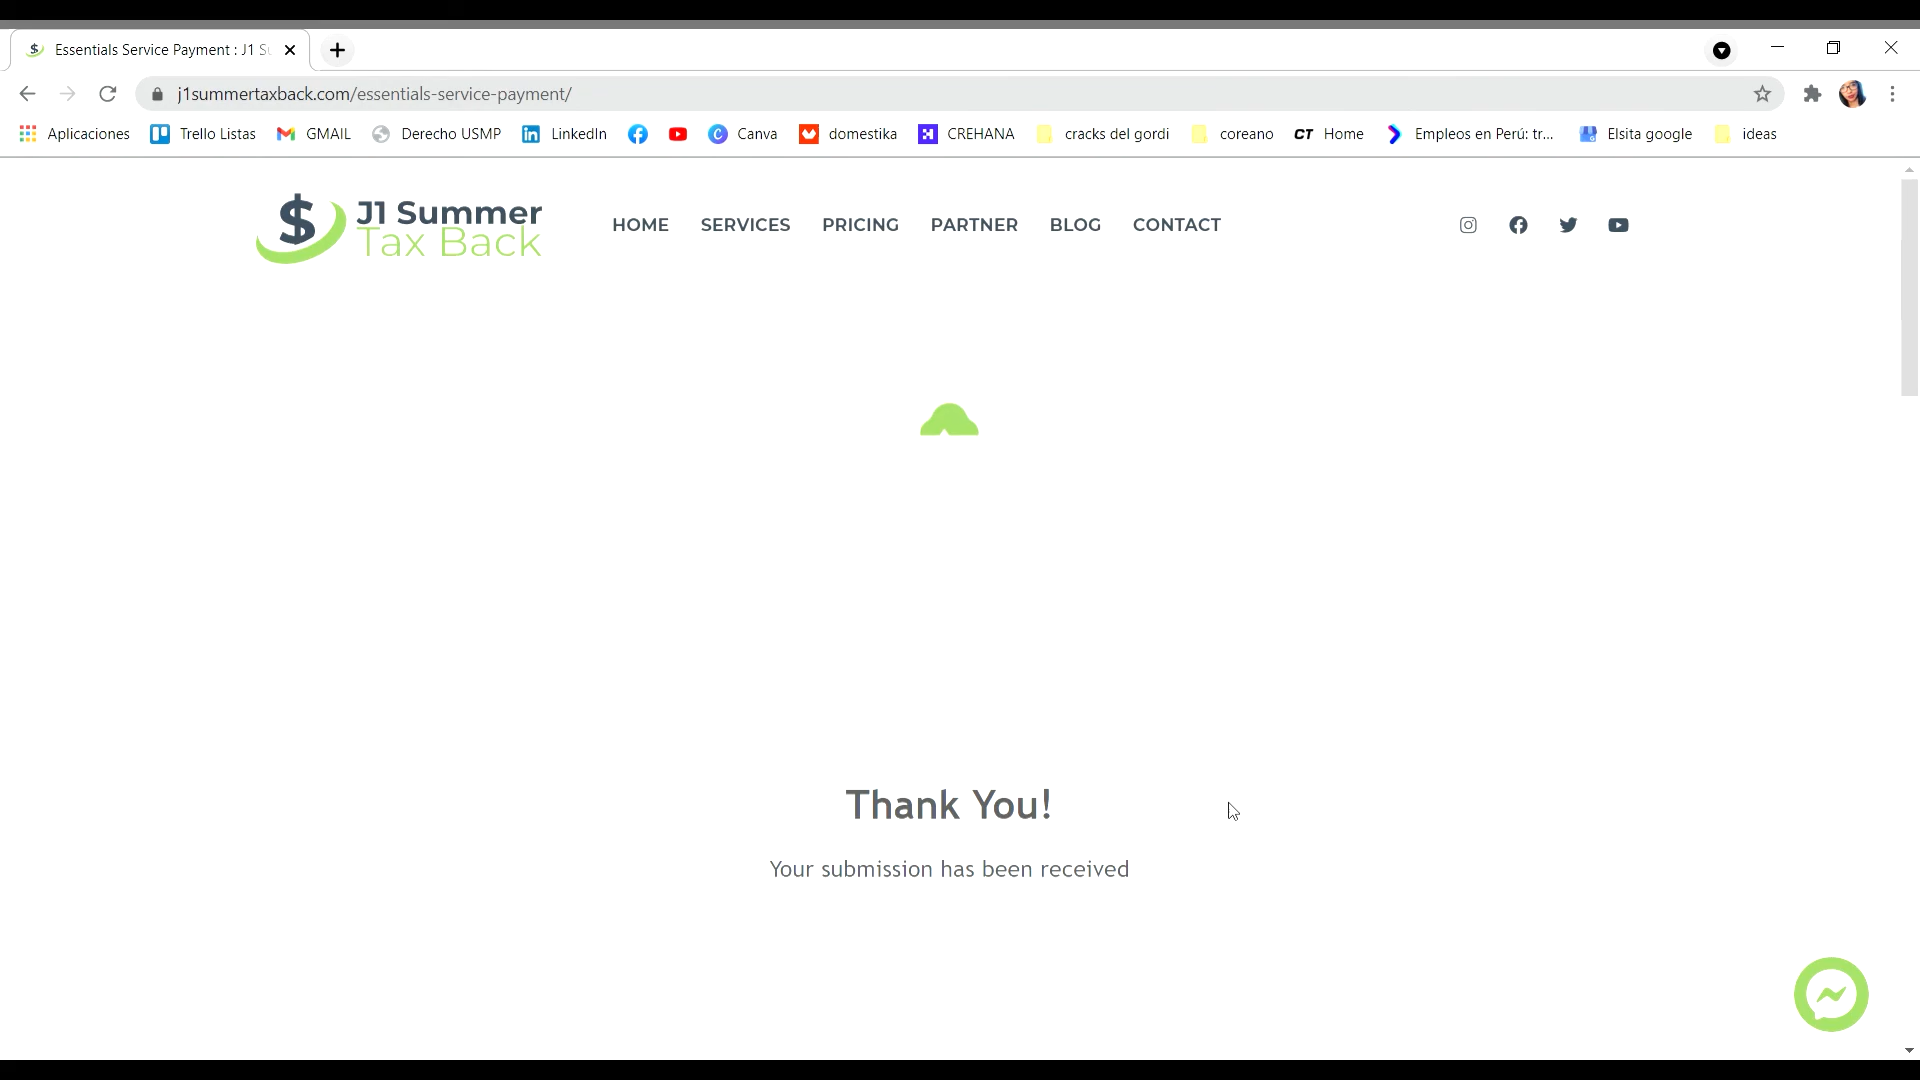 Essentials Service Payment : J1 Su
j1summertaxback.com/essentials-service-payment/
Aplicaciones Trello Listas GMAIL Derecho USMP LinkedIn Canva domestika CREHANA cracks del gordi coreano CT Home Empleos en Perú: tr... Elsita google ideas
$ J1 Summer
Tax Back
HOME SERVICES PRICING PARTNER BLOG CONTACT
Thank You!
Your submission has been received